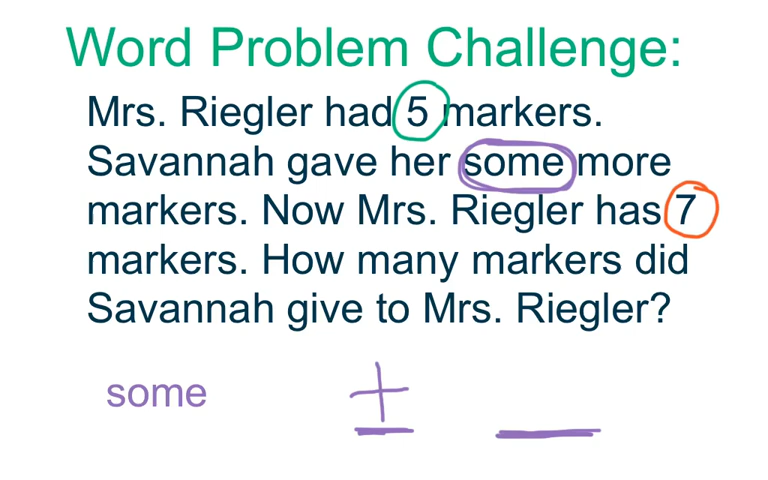 Word Problem Challenge:
Mrs. Riegler had 5 markers.
Savannah gave her some more
markers. Now Mrs. Riegler has 7
markers. How many markers did
Savannah give to Mrs. Riegler?
some + __